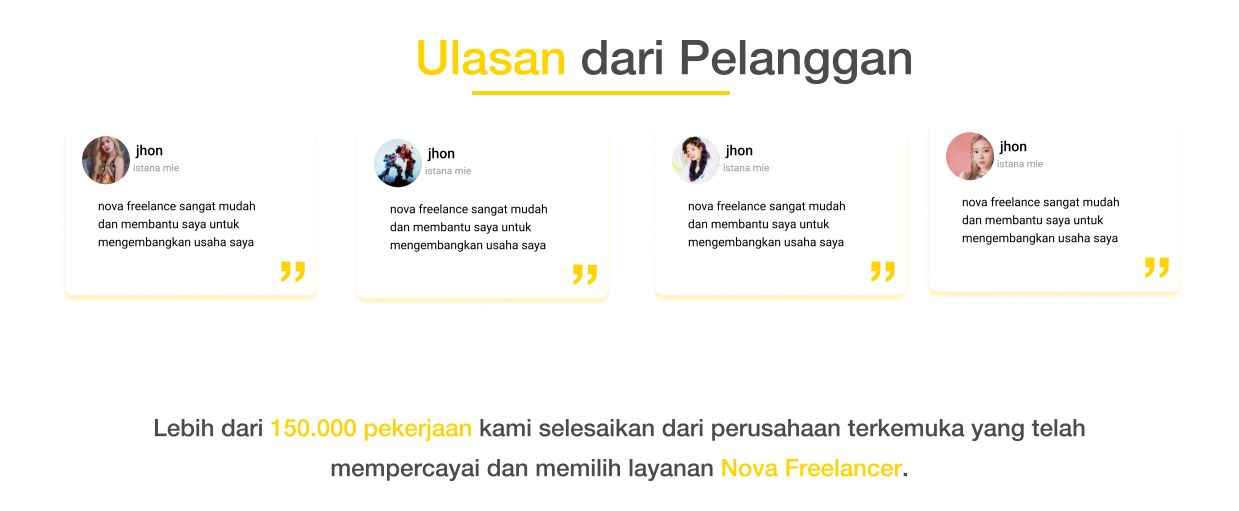 Ulasan dari Pelanggan
jhon
istana mie
nova freelance sangat mudah
dan membantu saya untuk
mengembangkan usaha saya
”
jhon
istana mie
nova freelance sangat mudah
dan membantu saya untuk
mengembangkan usaha saya
”
jhon
istana mie
nova freelance sangat mudah
dan membantu saya untuk
mengembangkan usaha saya
”
jhon
istana mie
nova freelance sangat mudah
dan membantu saya untuk
mengembangkan usaha saya
”
Lebih dari 150.000 pekerjaan kami selesaikan dari perusahaan terkemuka yang telah
mempercayai dan memilih layanan Nova Freelancer.